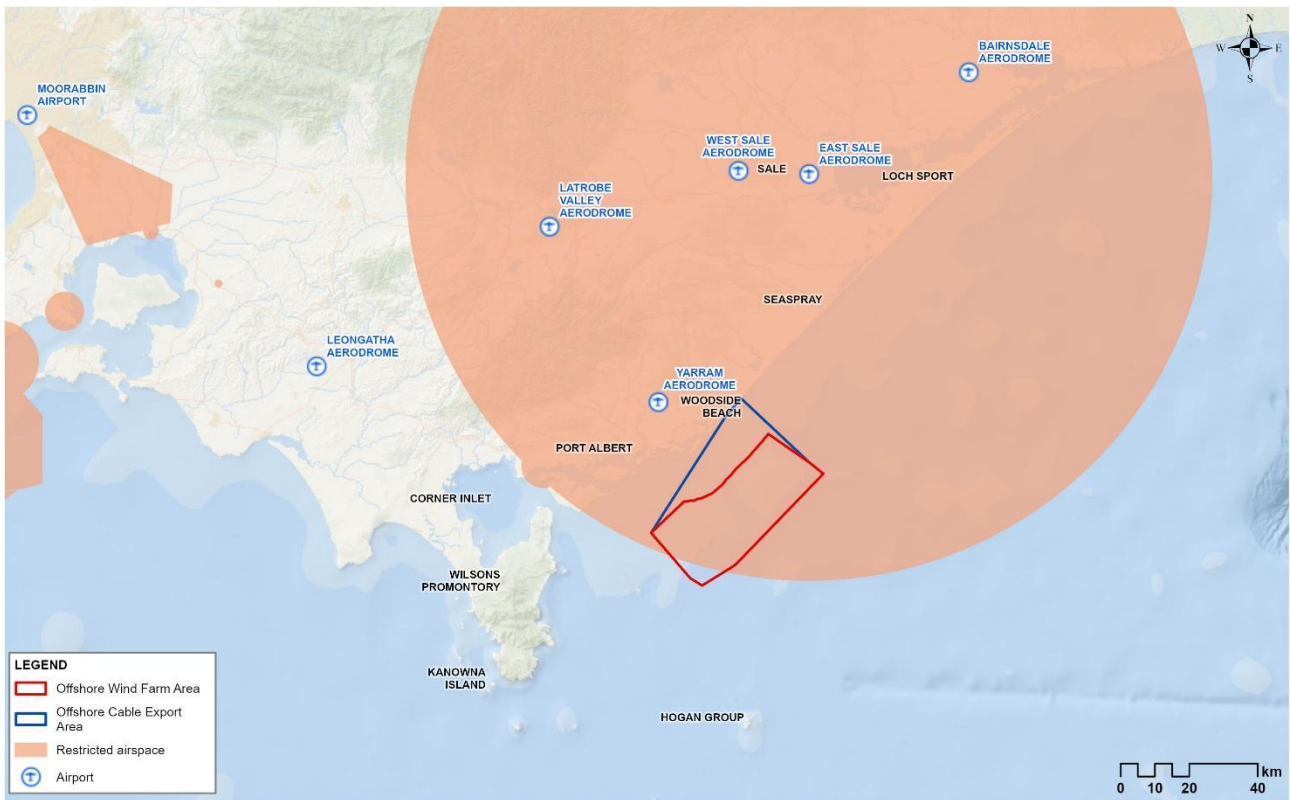 N
W
E
S
BAIRNSDALE
AERODROME
MOORABBIN
AIRPORT
WEST SALE
AERODROME
SALE
EAST SALE
AERODROME
LOCH SPORT
LATROBE
VALLEY
AERODROME
SEASPRAY
LEONGATHA
AERODROME
YARRAM
AERODROME
WOODSIDE
BEACH
PORT ALBERT
CORNER INLET
WILSONS
PROMONTORY
KANOWNA
ISLAND
HOGAN GROUP
LEGEND
Offshore Wind Farm Area
Offshore Cable Export
Area
Restricted airspace
Airport
km
0 10 20 40